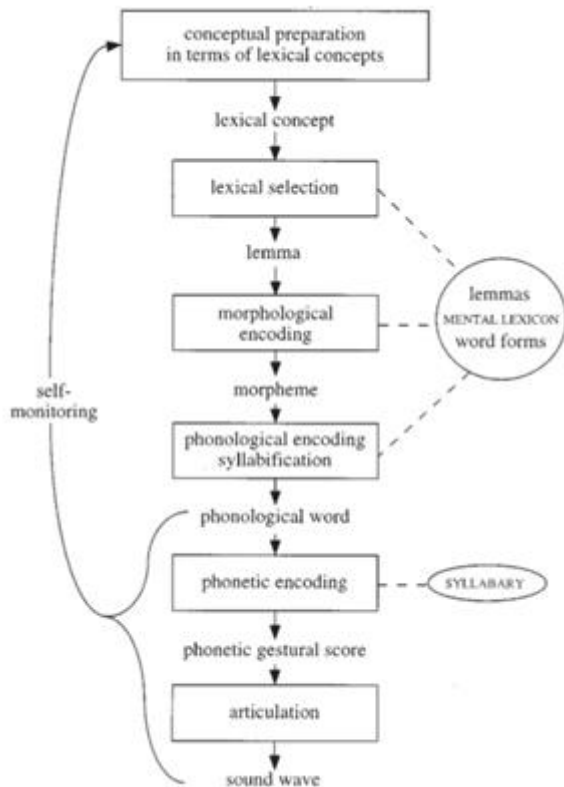 conceptual preparation
in terms of lexical concepts
lexical concept
lexical selection
lemma
lemmas
MENTAL LEXICON
word forms
morphological
encoding
morpheme
self-
monitoring
phonological encoding
syllabification
phonological word
phonetic encoding
SYLLABARY
phonetic gestural score
articulation
sound wave